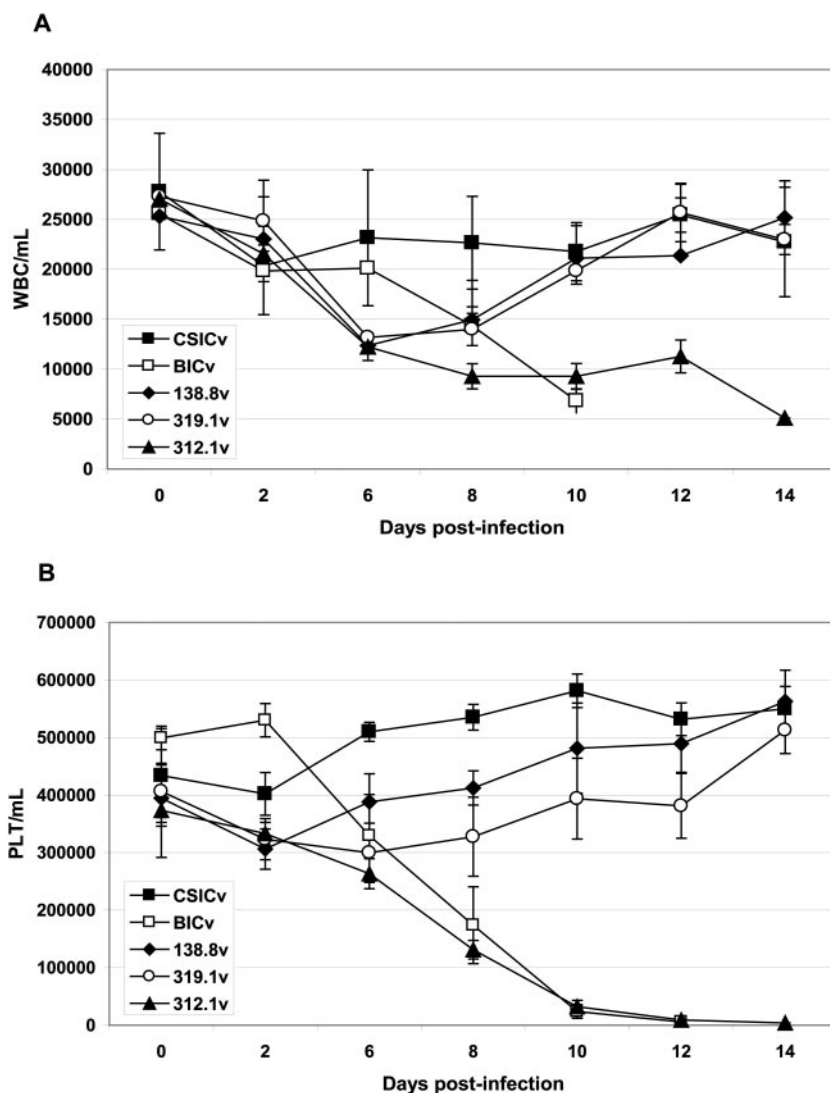 A
40000
35000
30000
25000
20000
15000
10000
5000
0
WBC/mL
CSICv
BICv
138.8v
319.1v
312.1v
0 2 6 8 10 12 14
Days post-infection
B
700000
600000
500000
400000
300000
200000
100000
0
PLT/mL
CSICv
BICv
138.8v
319.1v
312.1v
0 2 6 8 10 12 14
Days post-infection